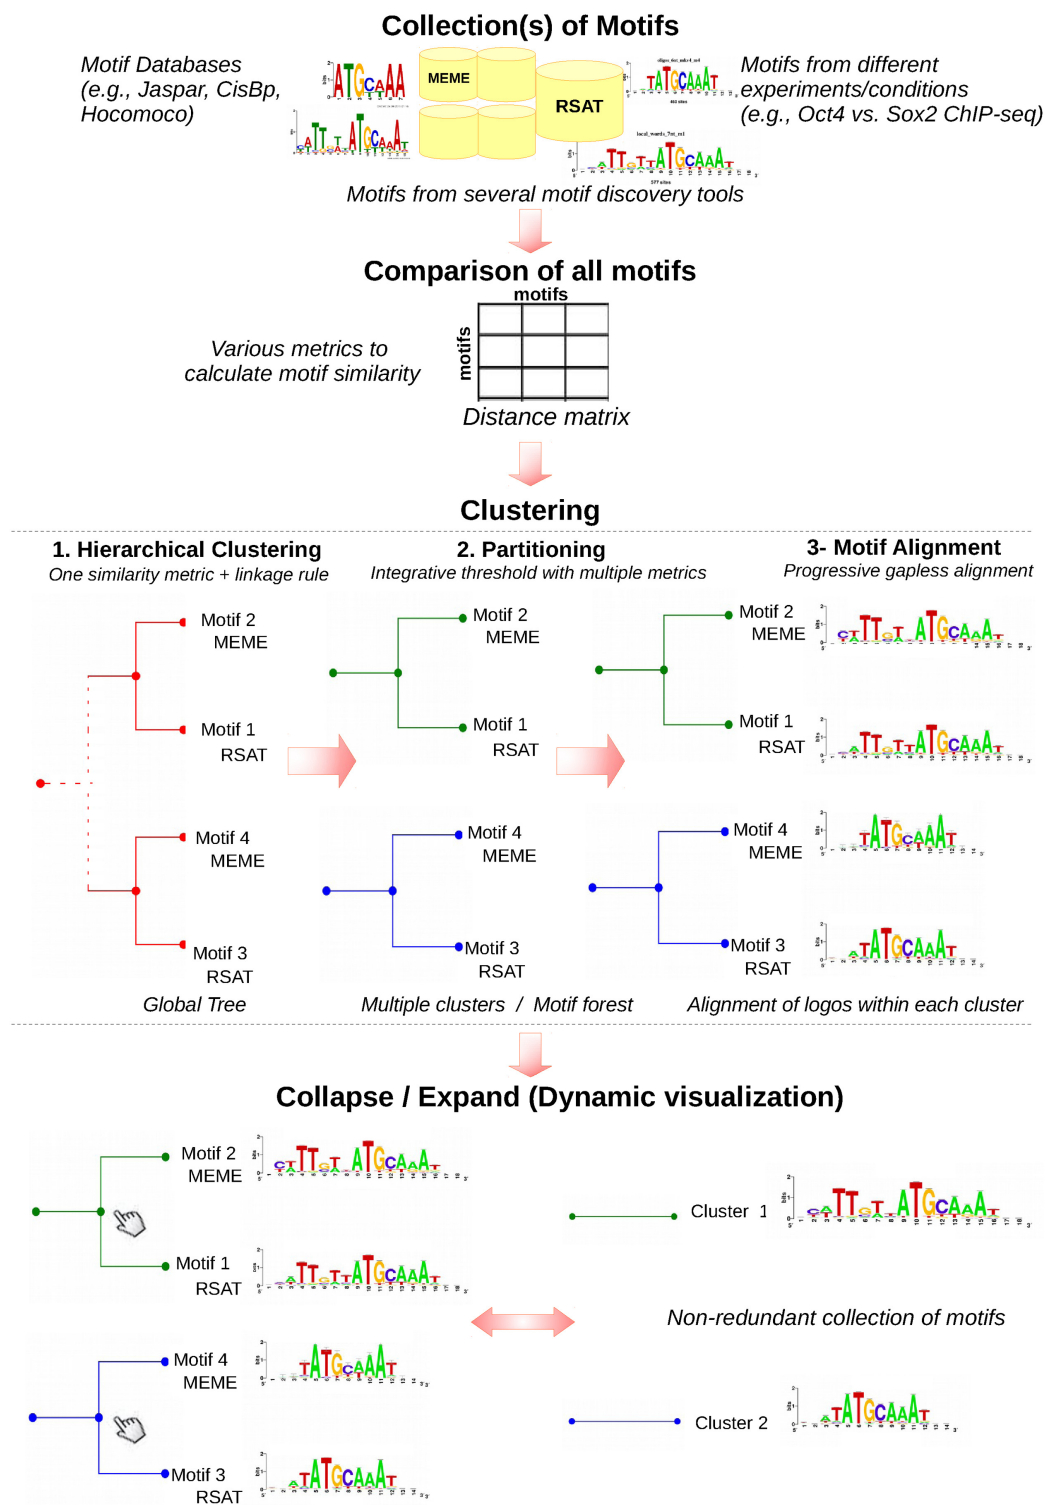 Collection(s) of Motifs
Motif Databases
(e.g., Jaspar, CisBp,
Hocomoco)
MEME
RSAT
Motifs from different
experiments/conditions
(e.g., Oct4 vs. Sox2 ChIP-seq)
local_words_7nt_m1
377 sites
Motifs from several motif discovery tools
Comparison of all motifs
motifs
motifs
Various metrics to
calculate motif similarity
Distance matrix
Clustering
1. Hierarchical Clustering
One similarity metric + linkage rule
2. Partitioning
Integrative threshold with multiple metrics
3- Motif Alignment
Progressive gapless alignment
Motif 2
MEME
Motif 1
RSAT
Motif 4
MEME
Motif 3
RSAT
Global Tree
Motif 2
MEME
Motif 1
RSAT
Motif 4
MEME
Motif 3
RSAT
Multiple clusters / Motif forest
Motif 2
MEME
Motif 1
RSAT
Motif 4
MEME
Motif 3
RSAT
Alignment of logos within each cluster
Collapse / Expand (Dynamic visualization)
Motif 2
MEME
Motif 1
RSAT
Motif 4
MEME
Motif 3
RSAT
Cluster 1
Non-redundant collection of motifs
Cluster 2